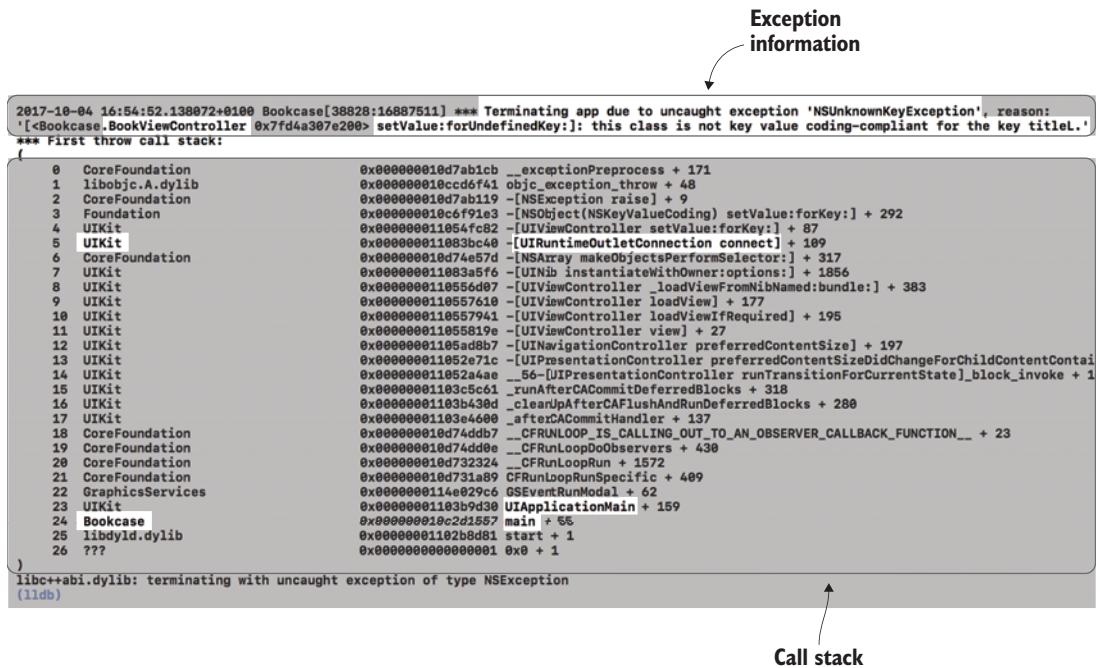 Exception
information
2017-10-04 16:54:52.138072+0100 Bookcase[38828:16887511] *** Terminating app due to uncaught exception 'NSUnknownKeyException', reason:
'[<Bookcase.BookViewController 0x7fd4a307e200> setValue:forUndefinedKey:]: this class is not key value coding-compliant for the key titleL.'
*** First throw call stack:
(
0 CoreFoundation 0x000000010d7ab1cb __exceptionPreprocess + 171
1 libobjc.A.dylib 0x000000010ccd6f41 objc_exception_throw + 48
2 CoreFoundation 0x000000010d7ab119 -[NSException raise] + 9
3 Foundation 0x000000010c6f91e3 -[NSObject(NSKeyValueCoding) setValue:forKey:] + 292
4 UIKit 0x000000011054fc82 -[UIViewController setValue:forKey:] + 87
5 UIKit 0x000000011083bc40 -[UIRuntimeOutletConnection connect] + 109
6 CoreFoundation 0x000000010d74e57d -[NSArray makeObjectsPerformSelector:] + 317
7 UIKit 0x000000011083a5f6 -[UINib instantiateWithOwner:options:] + 1856
8 UIKit 0x0000000110556d07 -[UIViewController _loadViewFromNibNamed:bundle:] + 383
9 UIKit 0x0000000110557610 -[UIViewController loadView] + 177
10 UIKit 0x0000000110557941 -[UIViewController loadViewIfRequired] + 195
11 UIKit 0x000000011055819e -[UIViewController view] + 27
12 UIKit 0x00000001105ad8b7 -[UINavigationController preferredContentSize] + 197
13 UIKit 0x000000011052e71c -[UIPresentationController preferredContentSizeDidChangeForChildContentContai
14 UIKit 0x000000011052a4ae __56-[UIPresentationController runTransitionForCurrentState]_block_invoke + 1
15 UIKit 0x00000001103c5c61 _runAfterCACommitDeferredBlocks + 318
16 UIKit 0x00000001103b430d _cleanUpAfterCAFlushAndRunDeferredBlocks + 280
17 UIKit 0x00000001103e4600 _afterCACommitHandler + 137
18 CoreFoundation 0x000000010d74ddb7 __CFRUNLOOP_IS_CALLING_OUT_TO_AN_OBSERVER_CALLBACK_FUNCTION__ + 23
19 CoreFoundation 0x000000010d74dd0e __CFRunLoopDoObservers + 430
20 CoreFoundation 0x000000010d732324 __CFRunLoopRun + 1572
21 CoreFoundation 0x000000010d731a89 CFRunLoopRunSpecific + 409
22 GraphicsServices 0x0000000114e029c6 GSEventRunModal + 62
23 UIKit 0x00000001103b9d30 UIApplicationMain + 159
24 Bookcase 0x000000010c2d1557 main + 55
25 libdyld.dylib 0x00000001102b8d81 start + 1
26 ??? 0x0000000000000001 0x0 + 1
)
libc++abi.dylib: terminating with uncaught exception of type NSException
(lldb)
Call stack